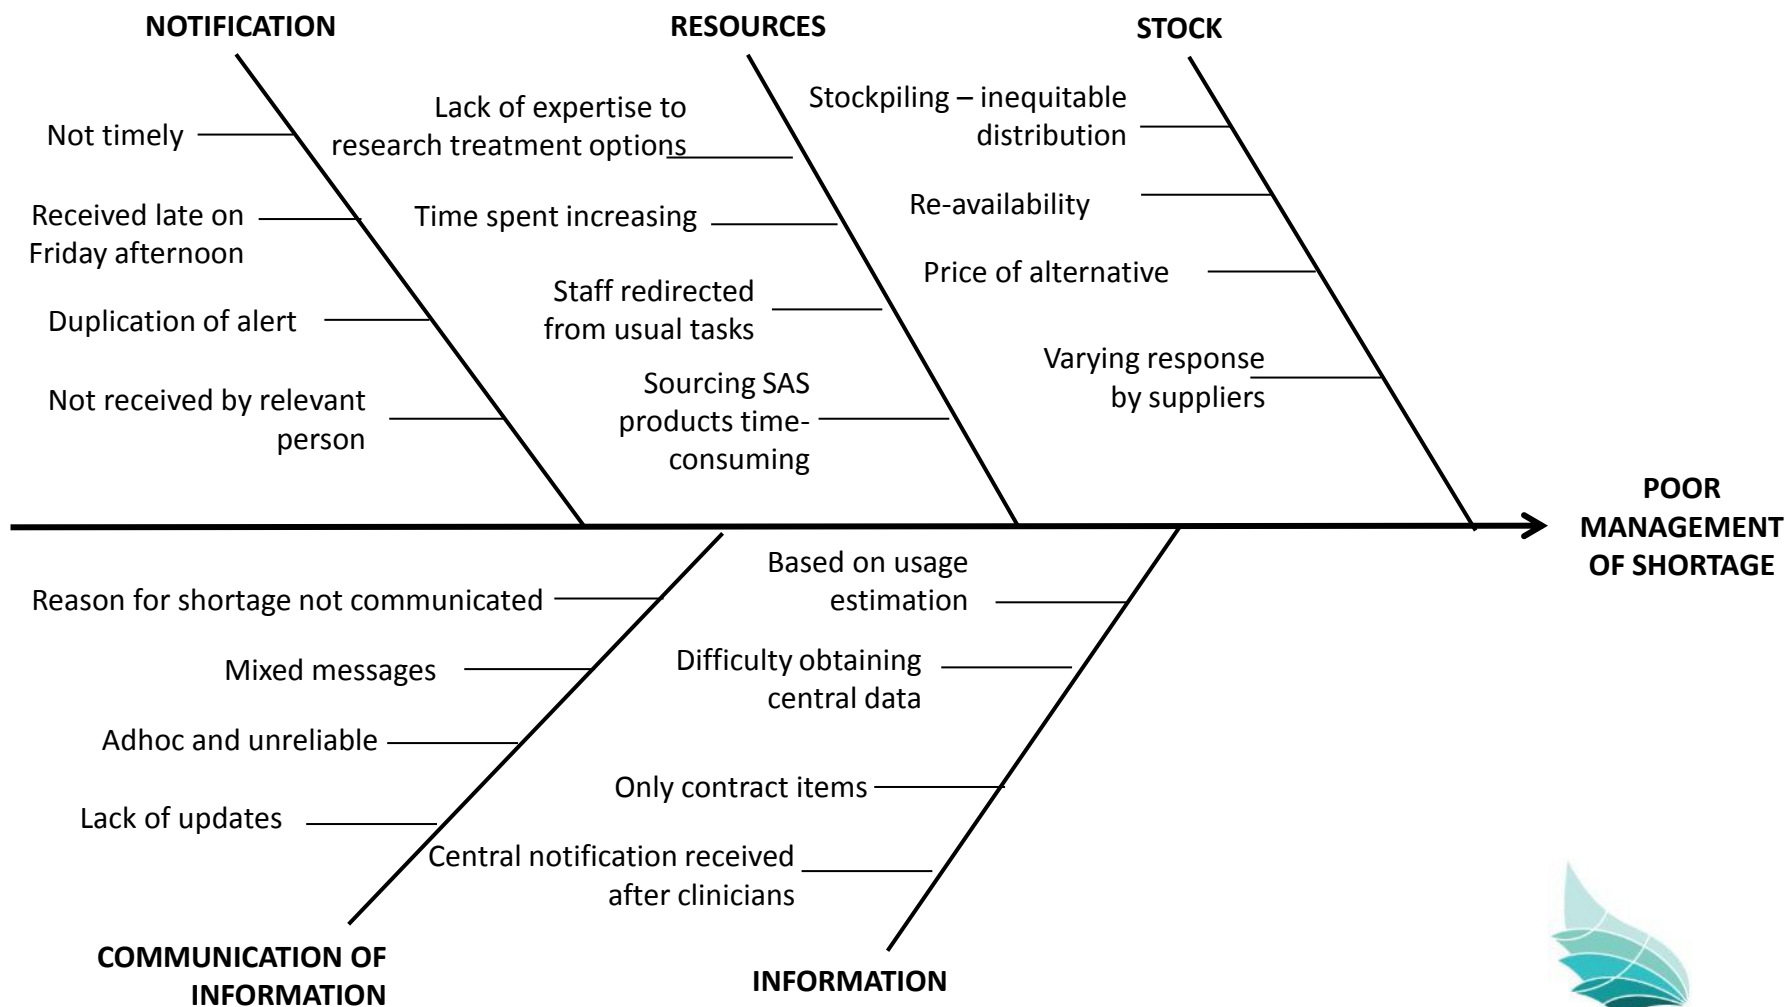 NOTIFICATION
Not timely
Received late on
Friday afternoon
Duplication of alert
Not received by relevant
person
RESOURCES
Lack of expertise to
research treatment options
Time spent increasing
Staff redirected
from usual tasks
Sourcing SAS
products time-
consuming
STOCK
Stockpiling – inequitable
distribution
Re-availability
Price of alternative
Varying response
by suppliers
POOR
MANAGEMENT
OF SHORTAGE
Reason for shortage not communicated
Mixed messages
Adhoc and unreliable
Lack of updates
COMMUNICATION OF
INFORMATION
Based on usage
estimation
Difficulty obtaining
central data
Only contract items
Central notification received
after clinicians
INFORMATION